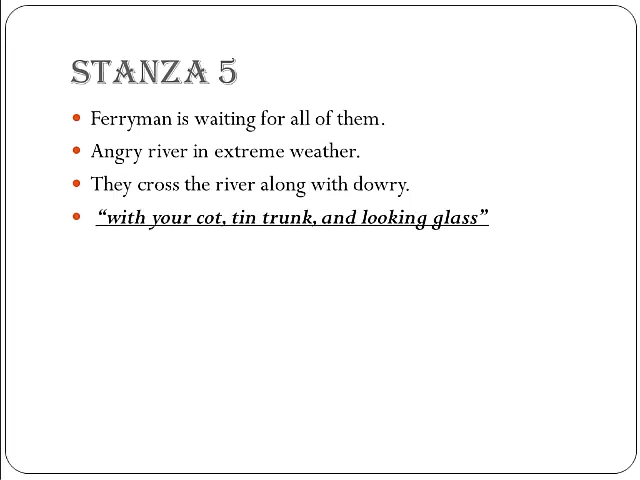 STANZA 5
Ferryman is waiting for all of them.
Angry river in extreme weather.
They cross the river along with dowry.
“with your cot, tin trunk, and looking glass”